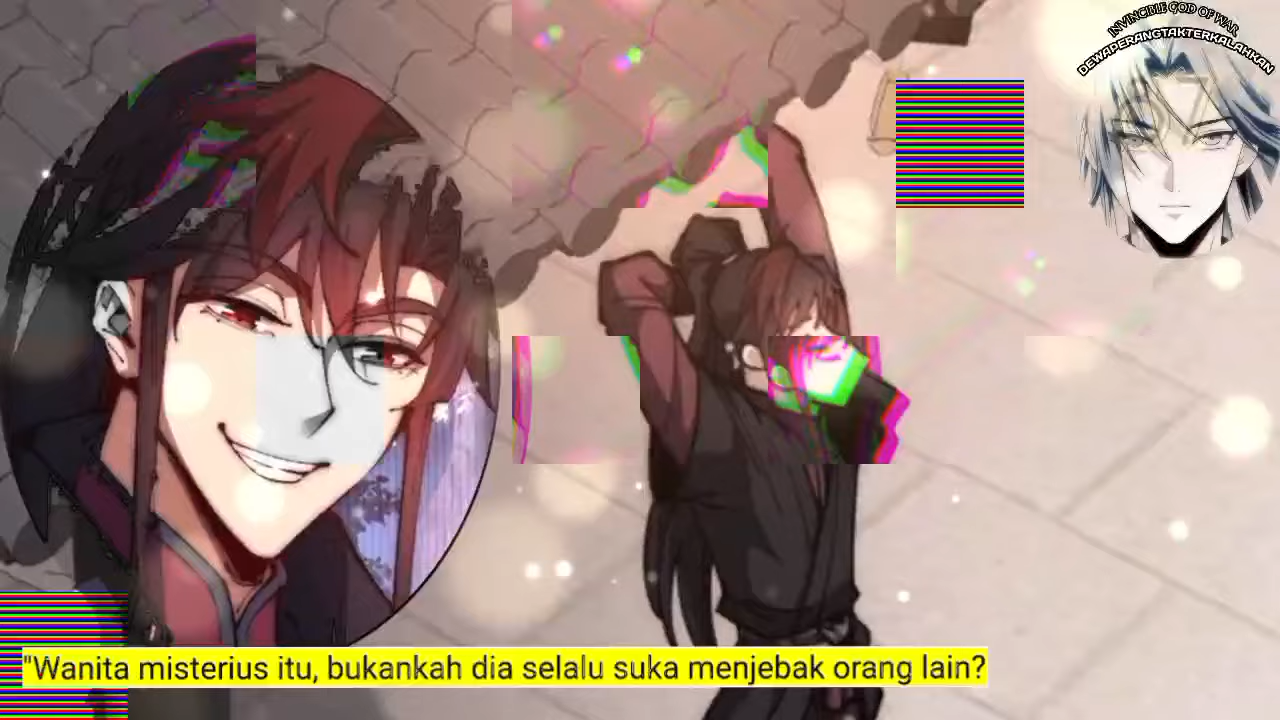 INVINCIBLE GOD OF WAR
DEWAPERANGTAKTERKALAHKAN
"Wanita misterius itu, bukankah dia selalu suka menjebak orang lain?